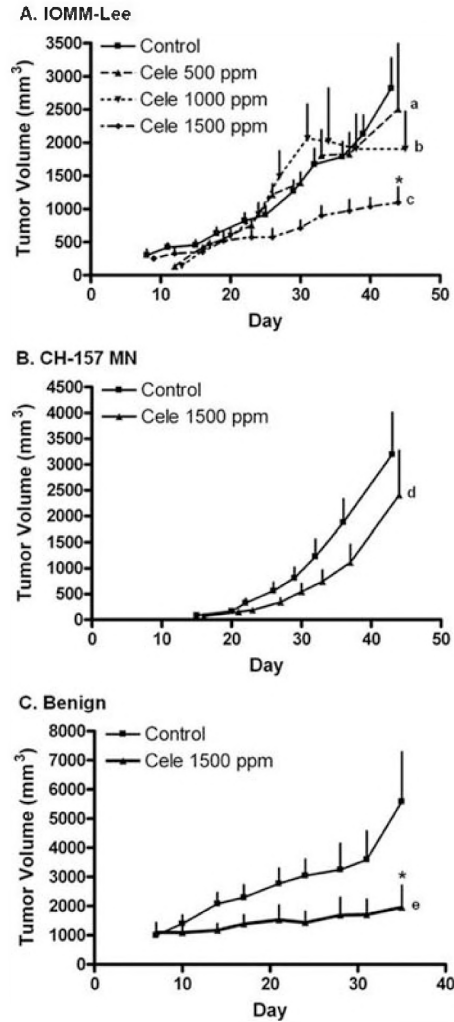 A. IOMM-Lee
Control
Cele 500 ppm
Cele 1000 ppm
Cele 1500 ppm
Tumor Volume (mm³)
3500
3000
2500
2000
1500
1000
500
0
a
b
*
c
0 10 20 30 40 50
Day
B. CH-157 MN
Control
Cele 1500 ppm
Tumor Volume (mm³)
4500
4000
3500
3000
2500
2000
1500
1000
500
0
d
0 10 20 30 40 50
Day
C. Benign
Control
Cele 1500 ppm
Tumor Volume (mm³)
8000
7000
6000
5000
4000
3000
2000
1000
0
*
e
0 10 20 30 40
Day